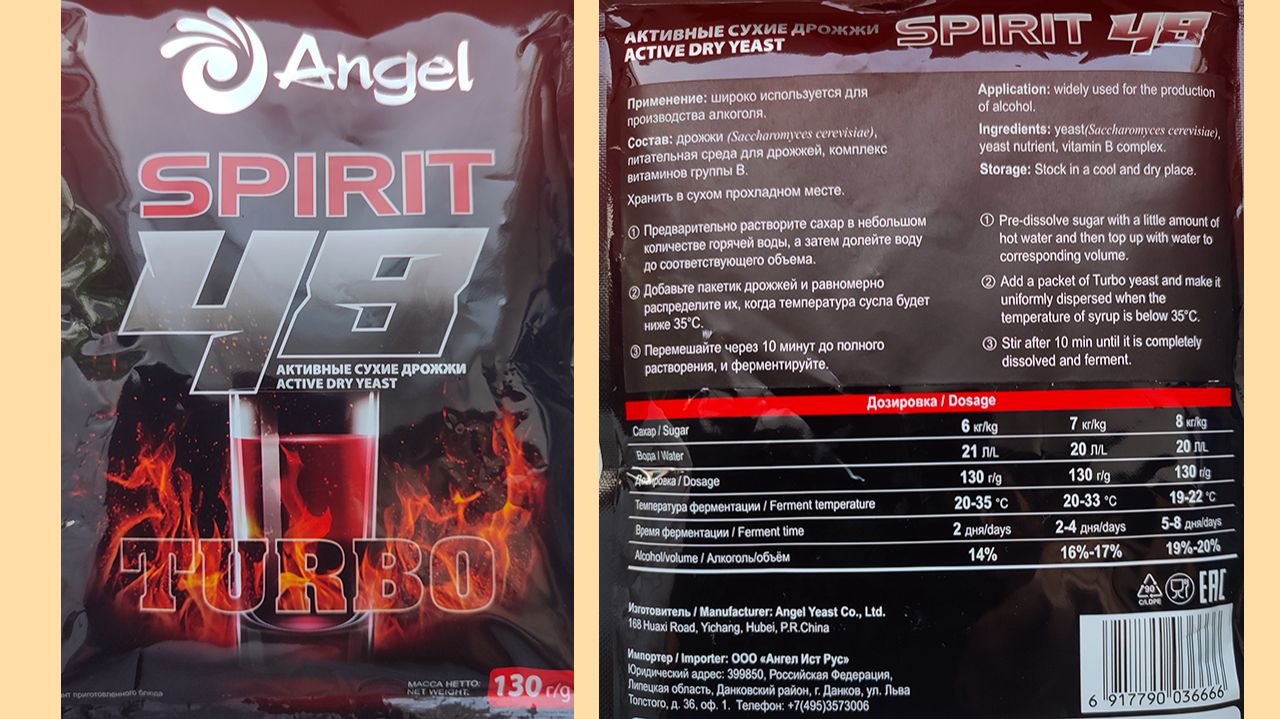 Angel
SPIRIT
48
АКТИВНЫЕ СУХИЕ ДРОЖЖИ
ACTIVE DRY YEAST
TURBO
приготовленного блюда
МАССА НЕТТО:
NET WEIGHT:
130 г/g
АКТИВНЫЕ СУХИЕ ДРОЖЖИ
ACTIVE DRY YEAST
SPIRIT 48
Применение: широко используется для
производства алкоголя.
Состав: дрожжи (Saccharomyces cerevisiae),
питательная среда для дрожжей, комплекс
витаминов группы В.
Хранить в сухом прохладном месте.
① Предварительно растворите сахар в небольшом
количестве горячей воды, а затем долейте воду
до соответствующего объема.
② Добавьте пакетик дрожжей и равномерно
распределите их, когда температура сусла будет
ниже 35°C.
③ Перемешайте через 10 минут до полного
растворения, и ферментируйте.
Application: widely used for the production
of alcohol.
Ingredients: yeast(Saccharomyces cerevisiae),
yeast nutrient, vitamin B complex.
Storage: Stock in a cool and dry place.
① Pre-dissolve sugar with a little amount of
hot water and then top up with water to
corresponding volume.
② Add a packet of Turbo yeast and make it
uniformly dispersed when the
temperature of syrup is below 35°C.
③ Stir after 10 min until it is completely
dissolved and ferment.
Дозировка / Dosage
Сахар / Sugar 6 кг/kg 7 кг/kg 8 кг/kg
Вода / Water 21 Л/L 20 Л/L 20 Л/L
Дозировка / Dosage 130 г/g 130 г/g 130 г/g
Температура ферментации / Ferment temperature 20-35 °C 20-33 °C 19-22 °C
Время ферментации / Ferment time 2 дня/days 2-4 дня/days 5-8 дня/days
Alcohol/volume / Алкоголь/объём 14% 16%-17% 19%-20%
90
C/LDPE
EAC
Изготовитель / Manufacturer: Angel Yeast Co., Ltd.
168 Huaxi Road, Yichang, Hubei, P.R.China
Импортер / Importer: ООО «Ангел Ист Рус»
Юридический адрес: 399850, Российская Федерация,
Липецкая область, Данковский район, г. Данков, ул. Льва
Толстого, д. 36, оф. 1. Телефон: +7(495)3573006
6 917790 036666